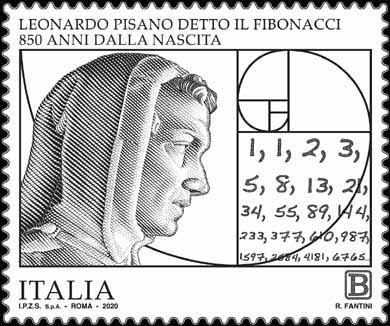 LEONARDO PISANO DETTO IL FIBONACCI
850 ANNI DALLA NASCITA
1, 1, 2, 3,
5, 8, 13, 21,
34, 55, 89, 144,
233, 377, 610, 987,
1597, 2584, 4181, 6765
ITALIA
B
I.P.Z.S. S.p.A. - ROMA - 2020
R. FANTINI